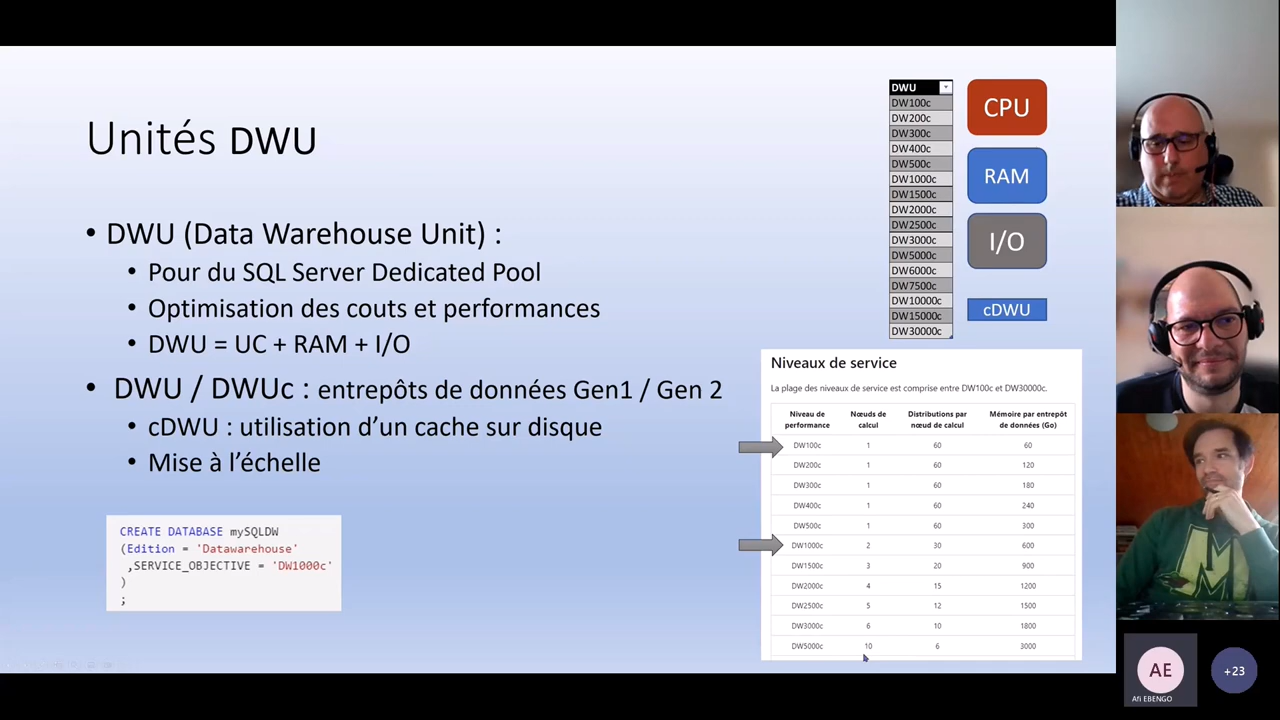 Unités DWU
• DWU (Data Warehouse Unit) :
• Pour du SQL Server Dedicated Pool
• Optimisation des couts et performances
• DWU = UC + RAM + I/O
• DWU / DWUc : entrepôts de données Gen1 / Gen 2
• cDWU : utilisation d'un cache sur disque
• Mise à l'échelle
CREATE DATABASE mySQLDW
(Edition = 'Datawarehouse'
,SERVICE_OBJECTIVE = 'DW1000c'
)
;
DWU
DW100c
DW200c
DW300c
DW400c
DW500c
DW1000c
DW1500c
DW2000c
DW2500c
DW3000c
DW5000c
DW6000c
DW7500c
DW10000c
DW15000c
DW30000c
CPU
RAM
I/O
cDWU
Niveaux de service
La plage des niveaux de service est comprise entre DW100c et DW30000c.
Niveau de performance Nœuds de calcul Distributions par nœud de calcul Mémoire par entrepôt de données (Go)
DW100c 1 60 60
DW200c 1 60 120
DW300c 1 60 180
DW400c 1 60 240
DW500c 1 60 300
DW1000c 2 30 600
DW1500c 3 20 900
DW2000c 4 15 1200
DW2500c 5 12 1500
DW3000c 6 10 1800
DW5000c 10 6 3000
AE
Afi EBENGO
+23